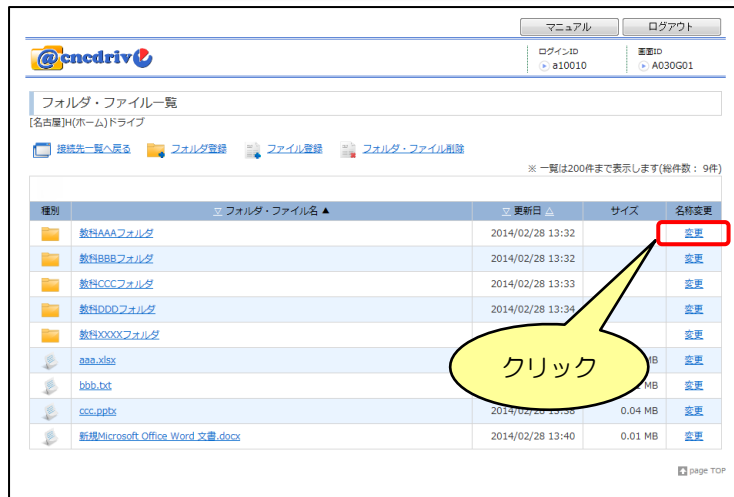 マニュアル ログアウト
@cncdriv
ログインID 画面ID
a10010 A030G01
フォルダ・ファイル一覧
[名古屋]H(ホーム)ドライブ
接続先一覧へ戻る フォルダ登録 ファイル登録 フォルダ・ファイル削除
※ 一覧は200件まで表示します(総件数： 9件)
種別 ▽ フォルダ・ファイル名 ▲ ▽ 更新日 △ サイズ 名称変更
教科AAAフォルダ 2014/02/28 13:32 変更
教科BBBフォルダ 2014/02/28 13:32 変更
教科CCCフォルダ 2014/02/28 13:33 変更
教科DDDフォルダ 2014/02/28 13:34 変更
教科XXXXフォルダ 変更
aaa.xlsx MB 変更
クリック
bbb.txt MB 変更
ccc.pptx 2014/02/28 13:38 0.04 MB 変更
新規Microsoft Office Word 文書.docx 2014/02/28 13:40 0.01 MB 変更
page TOP